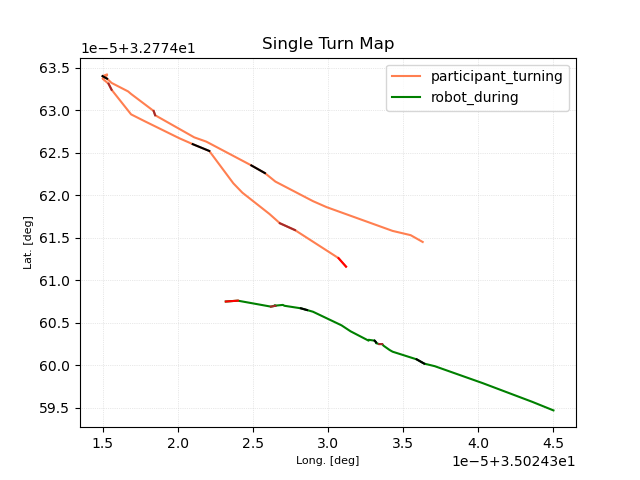 Single Turn Map
1e−5+3.2774e1
participant_turning
robot_during
63.5
63.0
62.5
62.0
61.5
61.0
60.5
60.0
59.5
Lat. [deg]
1.5 2.0 2.5 3.0 3.5 4.0 4.5
Long. [deg]
1e−5+3.50243e1